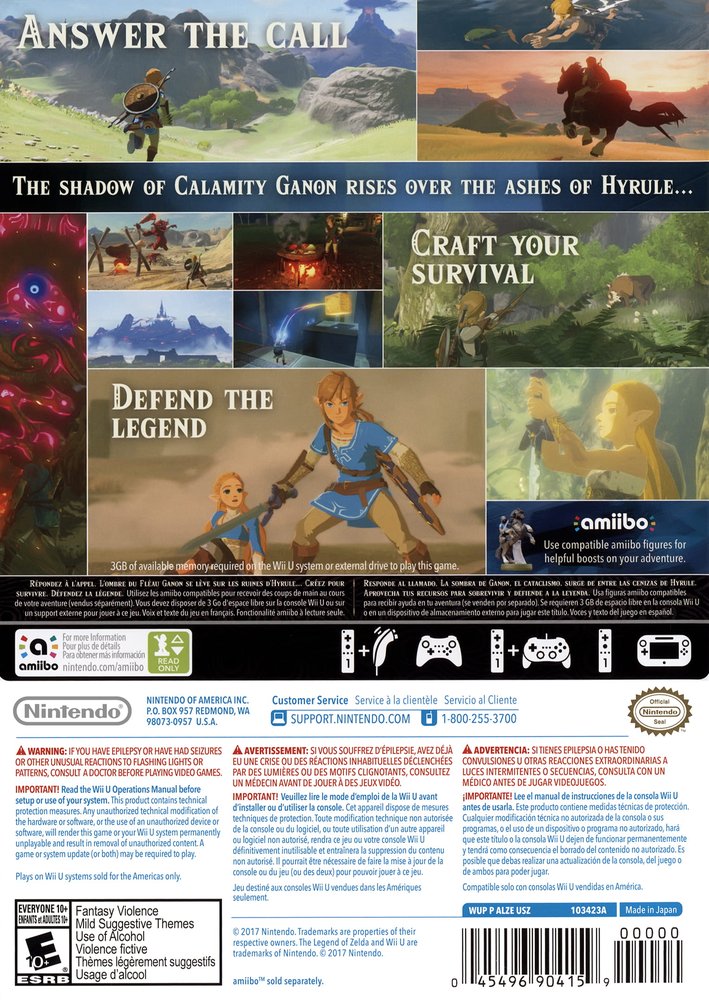 ANSWER THE CALL
THE SHADOW OF CALAMITY GANON RISES OVER THE ASHES OF HYRULE...
CRAFT YOUR
SURVIVAL
DEFEND THE
LEGEND
amiibo
Use compatible amiibo figures for
helpful boosts on your adventure.
3GB of available memory required on the Wii U system or external drive to play this game.
RÉPONDEZ À L'APPEL. L'OMBRE DU FLÉAU GANON SE LÈVE SUR LES RUINES D'HYRULE... CRÉEZ POUR
SURVIVRE. DÉFENDEZ LA LÉGENDE. Utilisez les amiibo compatibles pour recevoir des coups de main au cours
de votre aventure (vendus séparément). Vous devez disposer de 3 Go d'espace libre sur la console Wii U ou sur
un support externe pour jouer à ce jeu. Voix et texte du jeu en français. Fonctionalité amiibo à lecture seule.
RESPONDE AL LLAMADO. LA SOMBRA DE GANON, EL CATACLISMO, SURGE DE ENTRE LAS CENIZAS DE HYRULE.
APROVECHA TUS RECURSOS PARA SOBREVIVIR Y DEFIENDE A LA LEYENDA. Usa figuras amiibo compatibles
para recibir ayuda en tu aventura (se venden por separado). Se requieren 3 GB de espacio libre en la consola Wii U
o en un dispositivo de almacenamiento externo para jugar este título. Voces y texto del juego en español.
amiibo
For more Information
Pour plus de détails
Para obtener más información
nintendo.com/amiibo
READ
ONLY
1 + 1 + 1
Nintendo
NINTENDO OF AMERICA INC.
P.O. BOX 957 REDMOND, WA
98073-0957 U.S.A.
Customer Service Service à la clientèle Servicio al Cliente
SUPPORT.NINTENDO.COM 1-800-255-3700
Official
Nintendo
Seal
WARNING: IF YOU HAVE EPILEPSY OR HAVE HAD SEIZURES
OR OTHER UNUSUAL REACTIONS TO FLASHING LIGHTS OR
PATTERNS, CONSULT A DOCTOR BEFORE PLAYING VIDEO GAMES.
IMPORTANT! Read the Wii U Operations Manual before
setup or use of your system. This product contains technical
protection measures. Any unauthorized technical modification of
the hardware or software, or the use of an unauthorized device or
software, will render this game or your Wii U system permanently
unplayable and result in removal of unauthorized content. A
game or system update (or both) may be required to play.
Plays on Wii U systems sold for the Americas only.
AVERTISSEMENT: SI VOUS SOUFFREZ D'ÉPILEPSIE, AVEZ DÉJÀ
EU UNE CRISE OU DES RÉACTIONS INHABITUELLES DÉCLENCHÉES
PAR DES LUMIÈRES OU DES MOTIFS CLIGNOTANTS, CONSULTEZ
UN MÉDECIN AVANT DE JOUER À DES JEUX VIDÉO.
IMPORTANT! Veuillez lire le mode d'emploi de la Wii U avant
d'installer ou d'utiliser la console. Cet appareil dispose de mesures
techniques de protection. Toute modification technique non autorisée
de la console ou du logiciel, ou toute utilisation d'un autre appareil
ou logiciel non autorisé, rendra ce jeu ou votre console Wii U
définitivement inutilisable et entraînera la suppression du contenu
non autorisé. Il pourrait être nécessaire de faire la mise à jour de la
console ou du jeu (ou des deux) pour pouvoir jouer à ce jeu.
Jeu destiné aux consoles Wii U vendues dans les Amériques
seulement.
ADVERTENCIA: SI TIENES EPILEPSIA O HAS TENIDO
CONVULSIONES U OTRAS REACCIONES EXTRAORDINARIAS A
LUCES INTERMITENTES O SECUENCIAS, CONSULTA CON UN
MÉDICO ANTES DE JUGAR VIDEOJUEGOS.
¡IMPORTANTE! Lee el manual de instrucciones de la consola Wii U
antes de usarla. Este producto contiene medidas técnicas de protección.
Cualquier modificación técnica no autorizada de la consola o sus
programas, o el uso de un dispositivo o programa no autorizado, hará
que este título o la consola Wii U dejen de funcionar permanentemente
y tendrá como consecuencia el borrado del contenido no autorizado. Es
posible que debas realizar una actualización de la consola, del juego o
de ambos para poder jugar.
Compatible solo con consolas Wii U vendidas en América.
EVERYONE 10+
ENFANTS et ADULTES 10+
E
10+
ESRB
Fantasy Violence
Mild Suggestive Themes
Use of Alcohol
Violence fictive
Thèmes légèrement suggestifs
Usage d'alcool
© 2017 Nintendo. Trademarks are property of their
respective owners. The Legend of Zelda and Wii U are
trademarks of Nintendo. © 2017 Nintendo.
amiibo™ sold separately.
WUP P ALZE USZ 103423A Made in Japan
00000
0 45496 90415 9